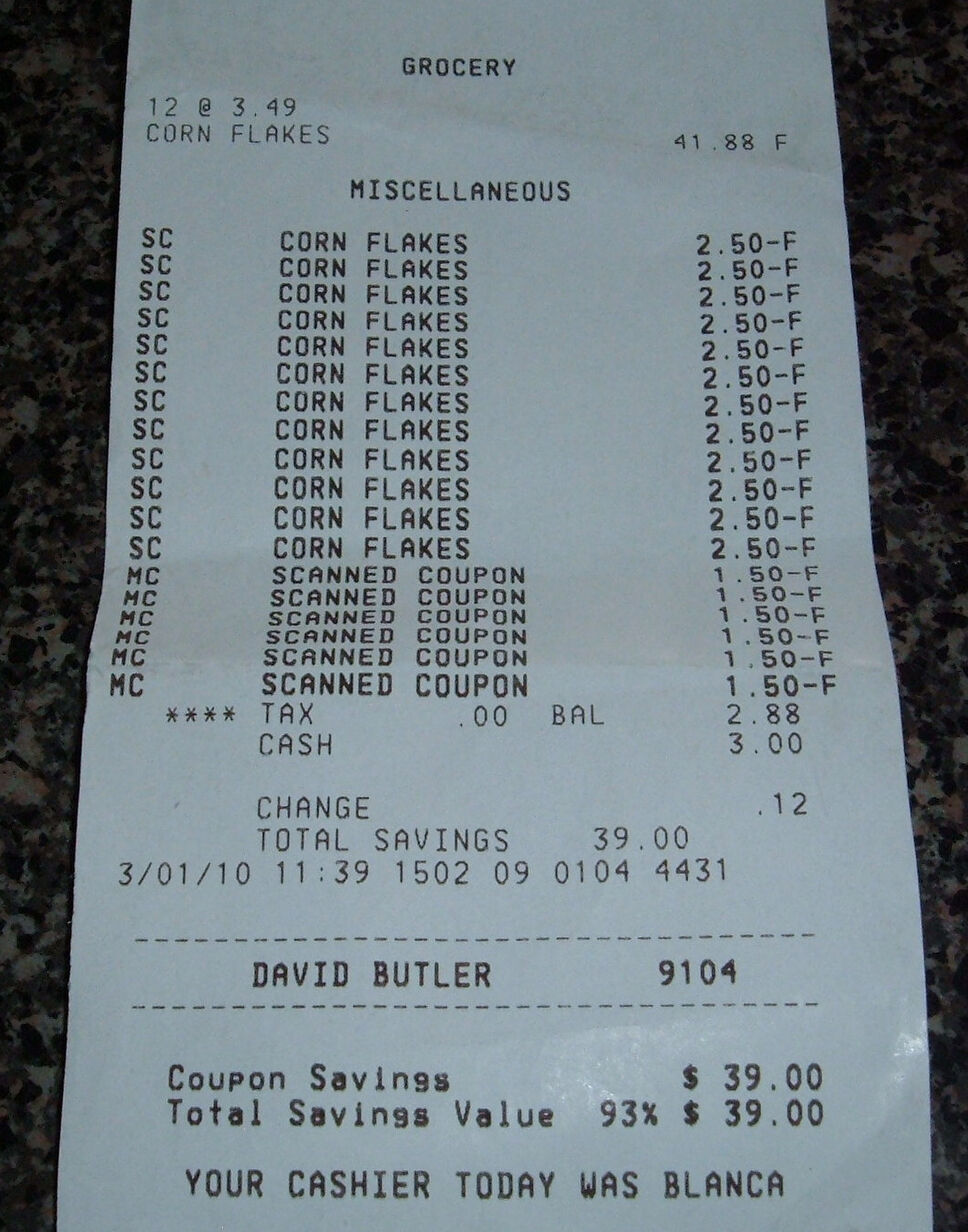 GROCERY
12 @ 3.49
CORN FLAKES 41.88 F
MISCELLANEOUS
SC CORN FLAKES 2.50-F
SC CORN FLAKES 2.50-F
SC CORN FLAKES 2.50-F
SC CORN FLAKES 2.50-F
SC CORN FLAKES 2.50-F
SC CORN FLAKES 2.50-F
SC CORN FLAKES 2.50-F
SC CORN FLAKES 2.50-F
SC CORN FLAKES 2.50-F
SC CORN FLAKES 2.50-F
SC CORN FLAKES 2.50-F
SC CORN FLAKES 2.50-F
MC SCANNED COUPON 1.50-F
MC SCANNED COUPON 1.50-F
MC SCANNED COUPON 1.50-F
MC SCANNED COUPON 1.50-F
MC SCANNED COUPON 1.50-F
MC SCANNED COUPON 1.50-F
**** TAX .00 BAL 2.88
CASH 3.00
CHANGE .12
TOTAL SAVINGS 39.00
3/01/10 11:39 1502 09 0104 4431
DAVID BUTLER 9104
Coupon Savings $ 39.00
Total Savings Value 93% $ 39.00
YOUR CASHIER TODAY WAS BLANCA